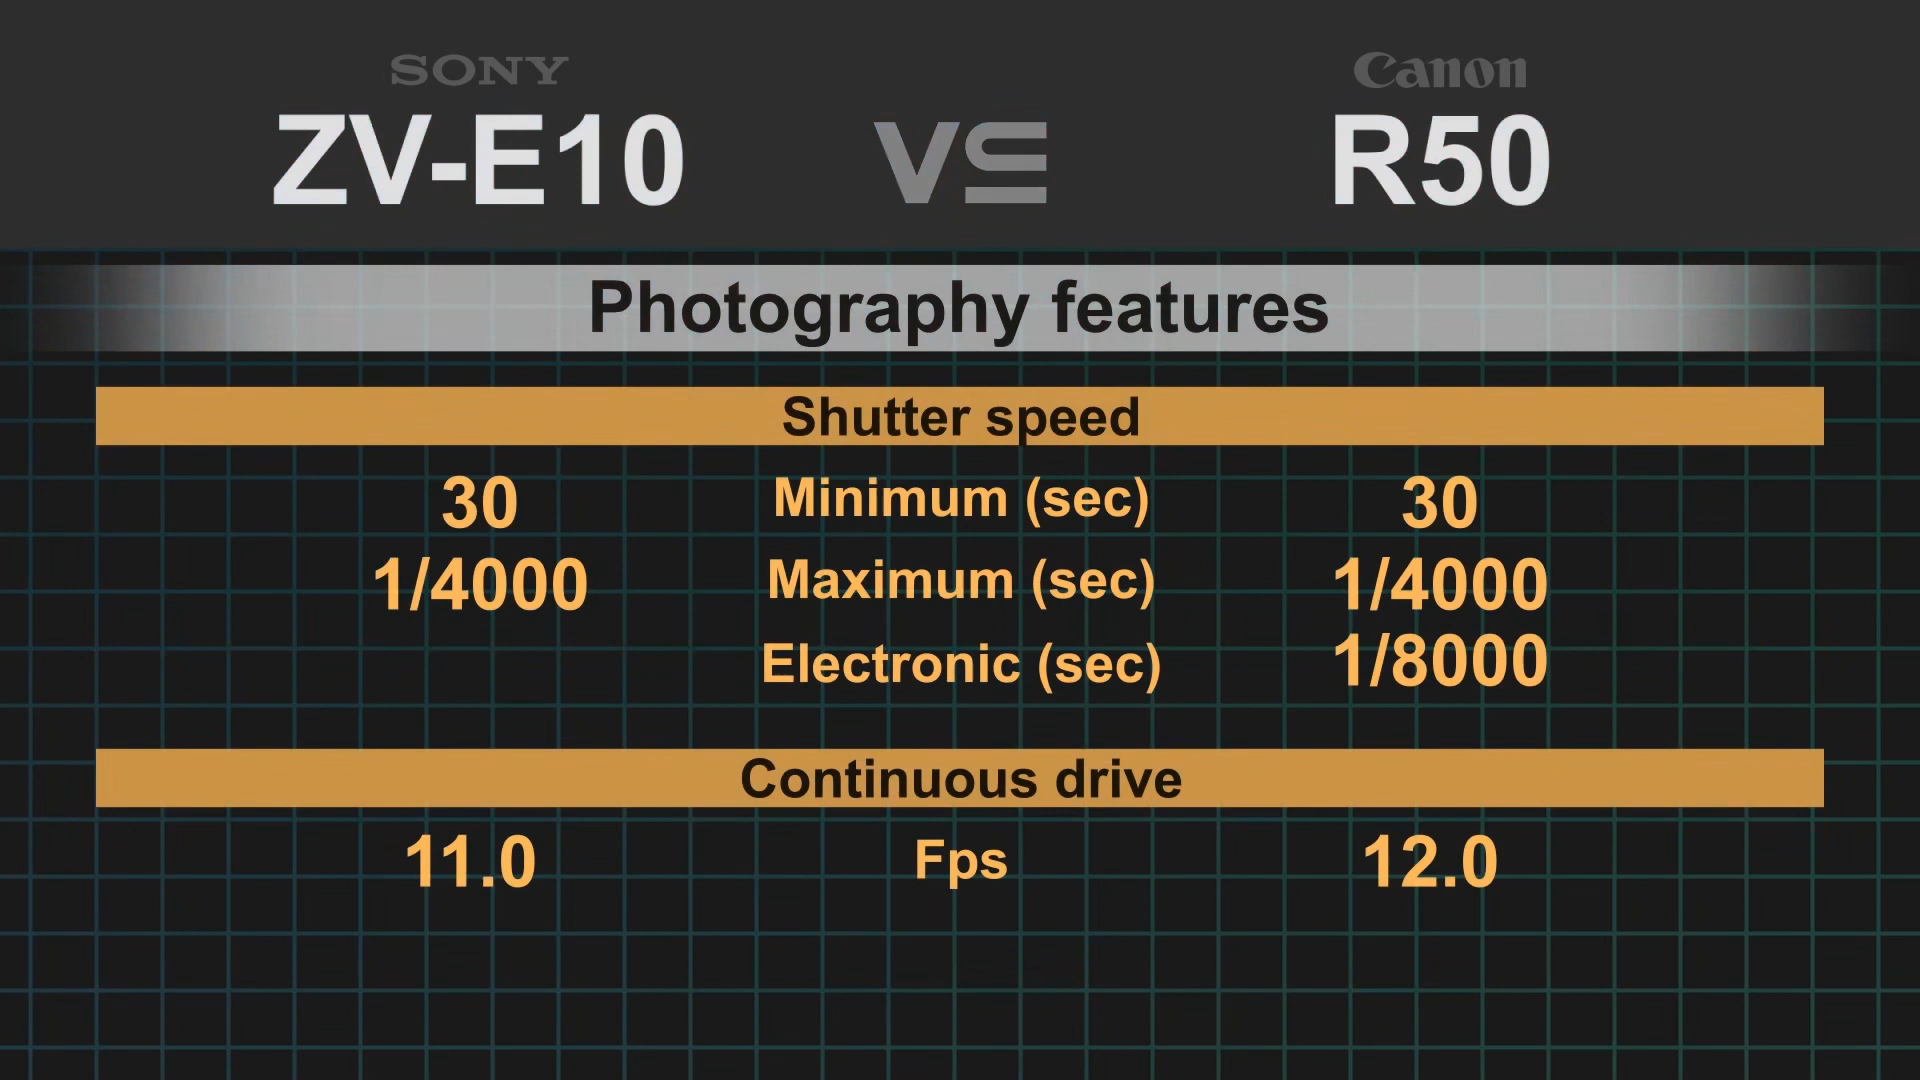 SONY
Canon
ZV-E10
VS
R50
Photography features
Shutter speed
30 Minimum (sec) 30
1/4000 Maximum (sec) 1/4000
Electronic (sec) 1/8000
Continuous drive
11.0 Fps 12.0